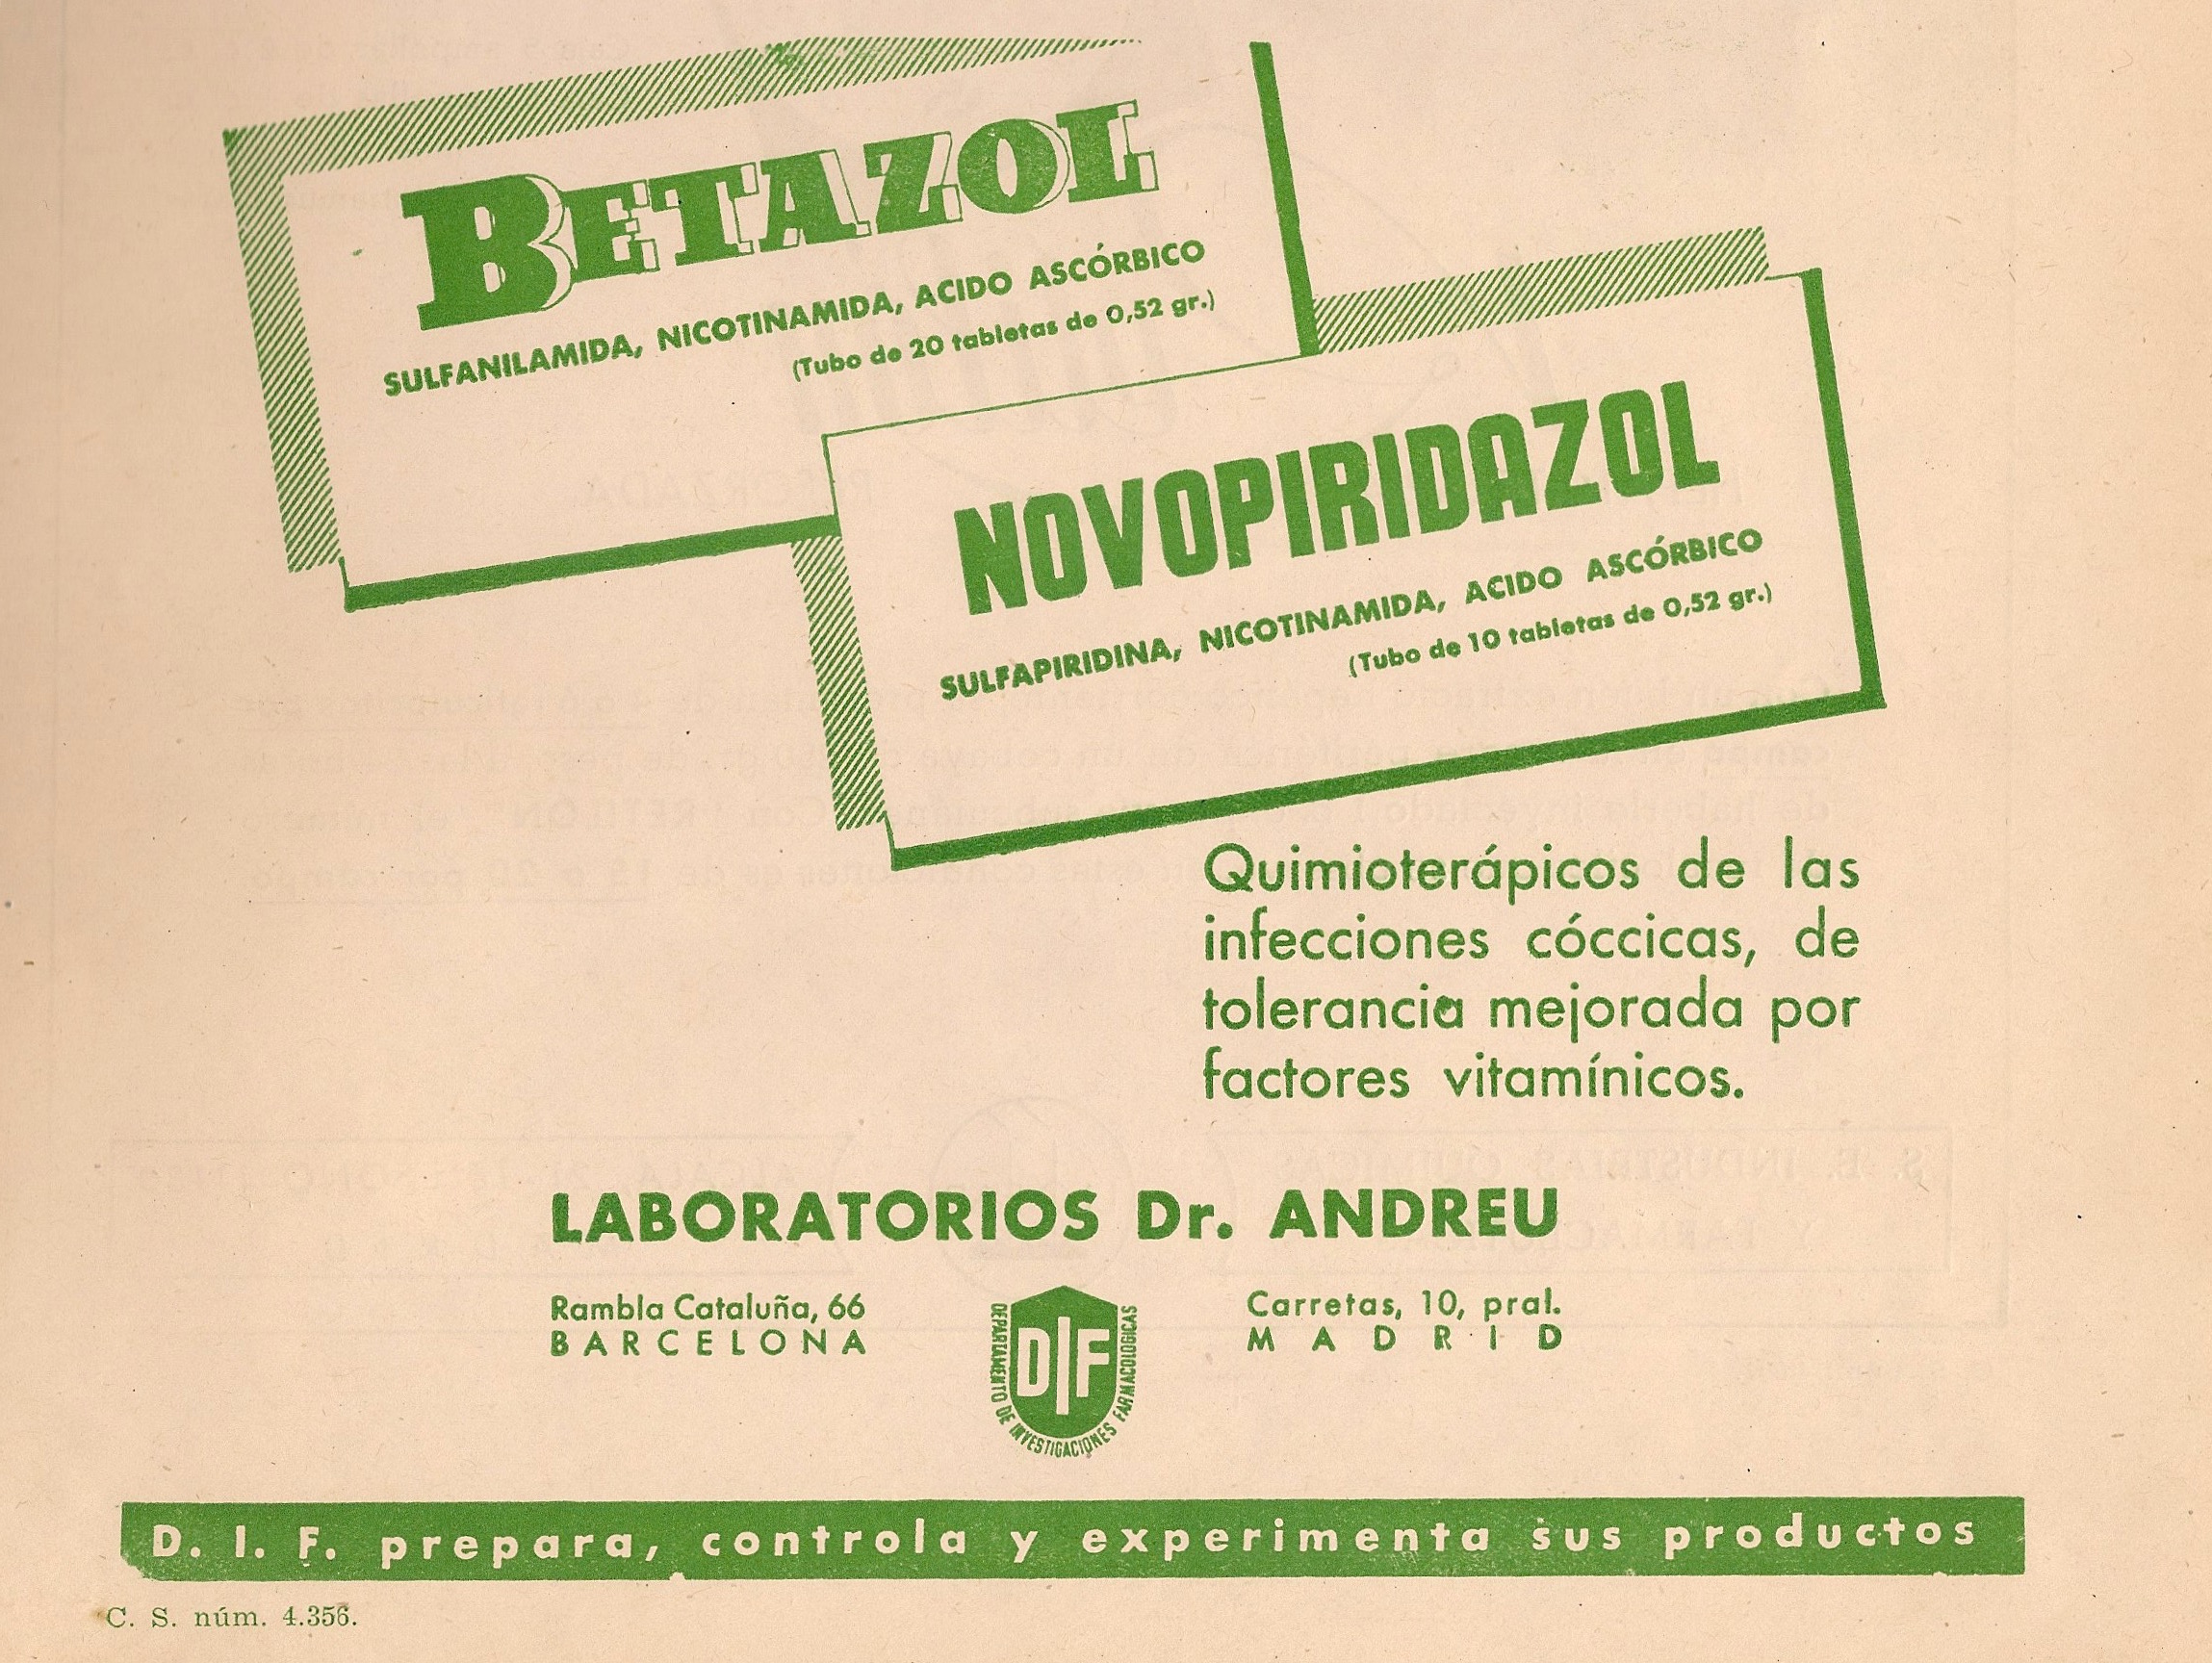 BETAZOL
SULFANILAMIDA, NICOTINAMIDA, ACIDO ASCÓRBICO
(Tubo de 20 tabletas de 0,52 gr.)
NOVOPIRIDAZOL
SULFAPIRIDINA, NICOTINAMIDA, ACIDO ASCÓRBICO
(Tubo de 10 tabletas de 0,52 gr.)
Quimioterápicos de las
infecciones cóccicas, de
tolerancia mejorada por
factores vitamínicos.
LABORATORIOS Dr. ANDREU
Rambla Cataluña, 66
BARCELONA
DIF
DEPARTAMENTO DE INVESTIGACIONES FARMACOLOGICAS
Carretas, 10, pral.
MADRID
D. I. F. prepara, controla y experimenta sus productos
C. S. núm. 4.356.